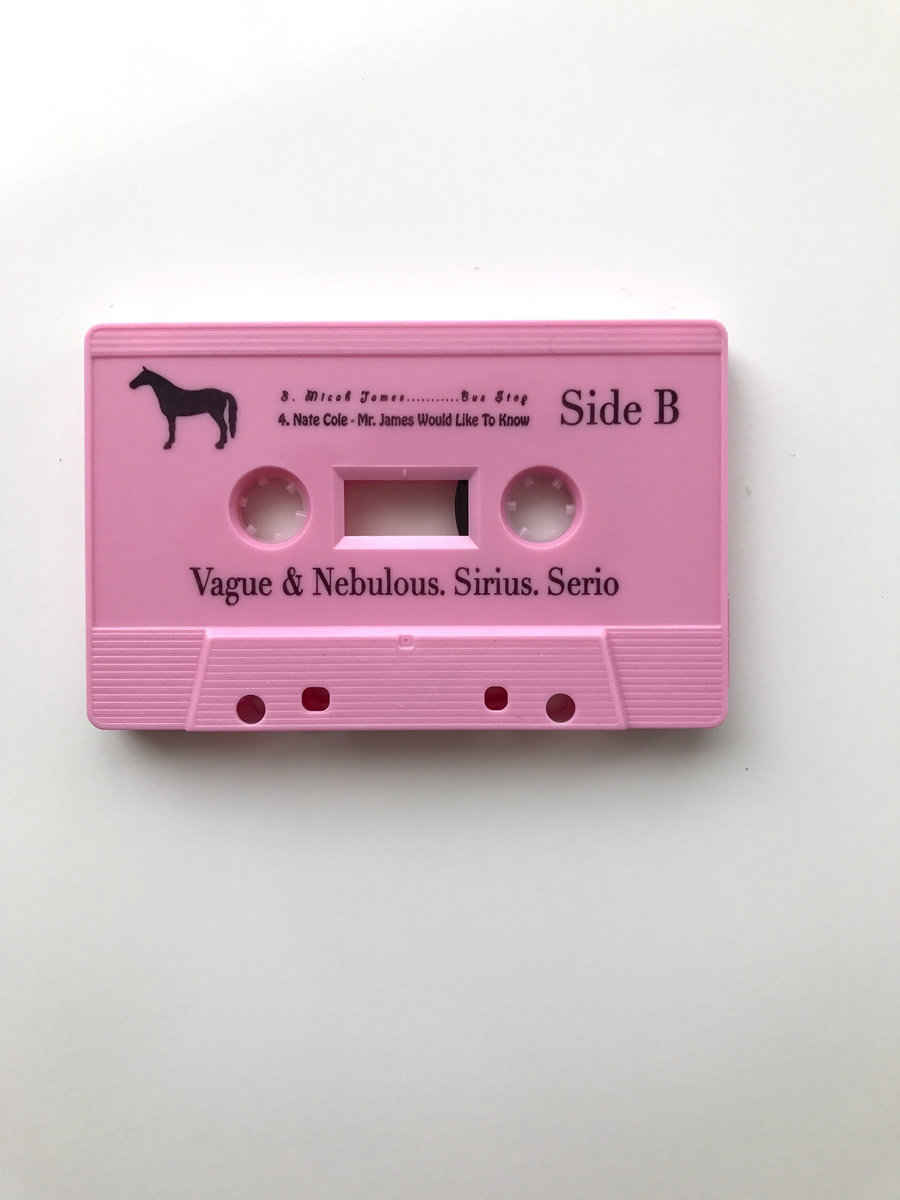 3. Micah James...........Bus Stop
4. Nate Cole - Mr. James Would Like To Know
Side B
Vague & Nebulous. Sirius. Serio